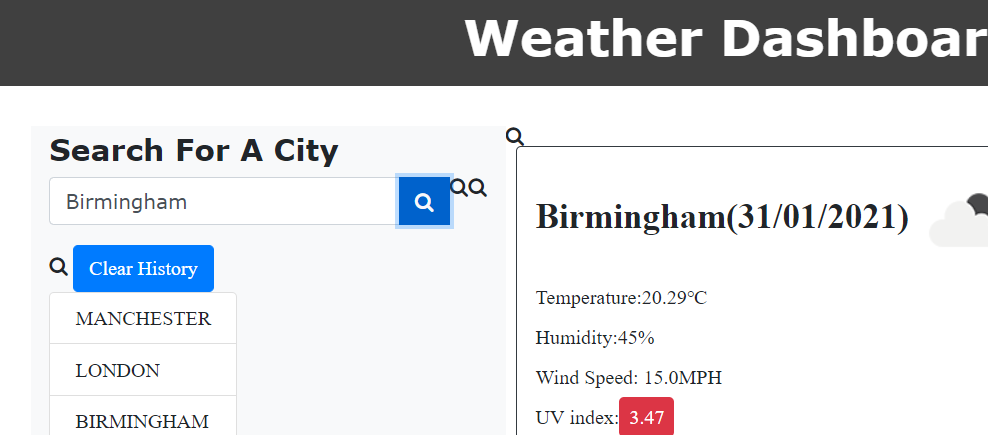 Weather Dashboar
Search For A City
Birmingham
Clear History
MANCHESTER
LONDON
BIRMINGHAM
Birmingham(31/01/2021)
Temperature:20.29°C
Humidity:45%
Wind Speed: 15.0MPH
UV index: 3.47